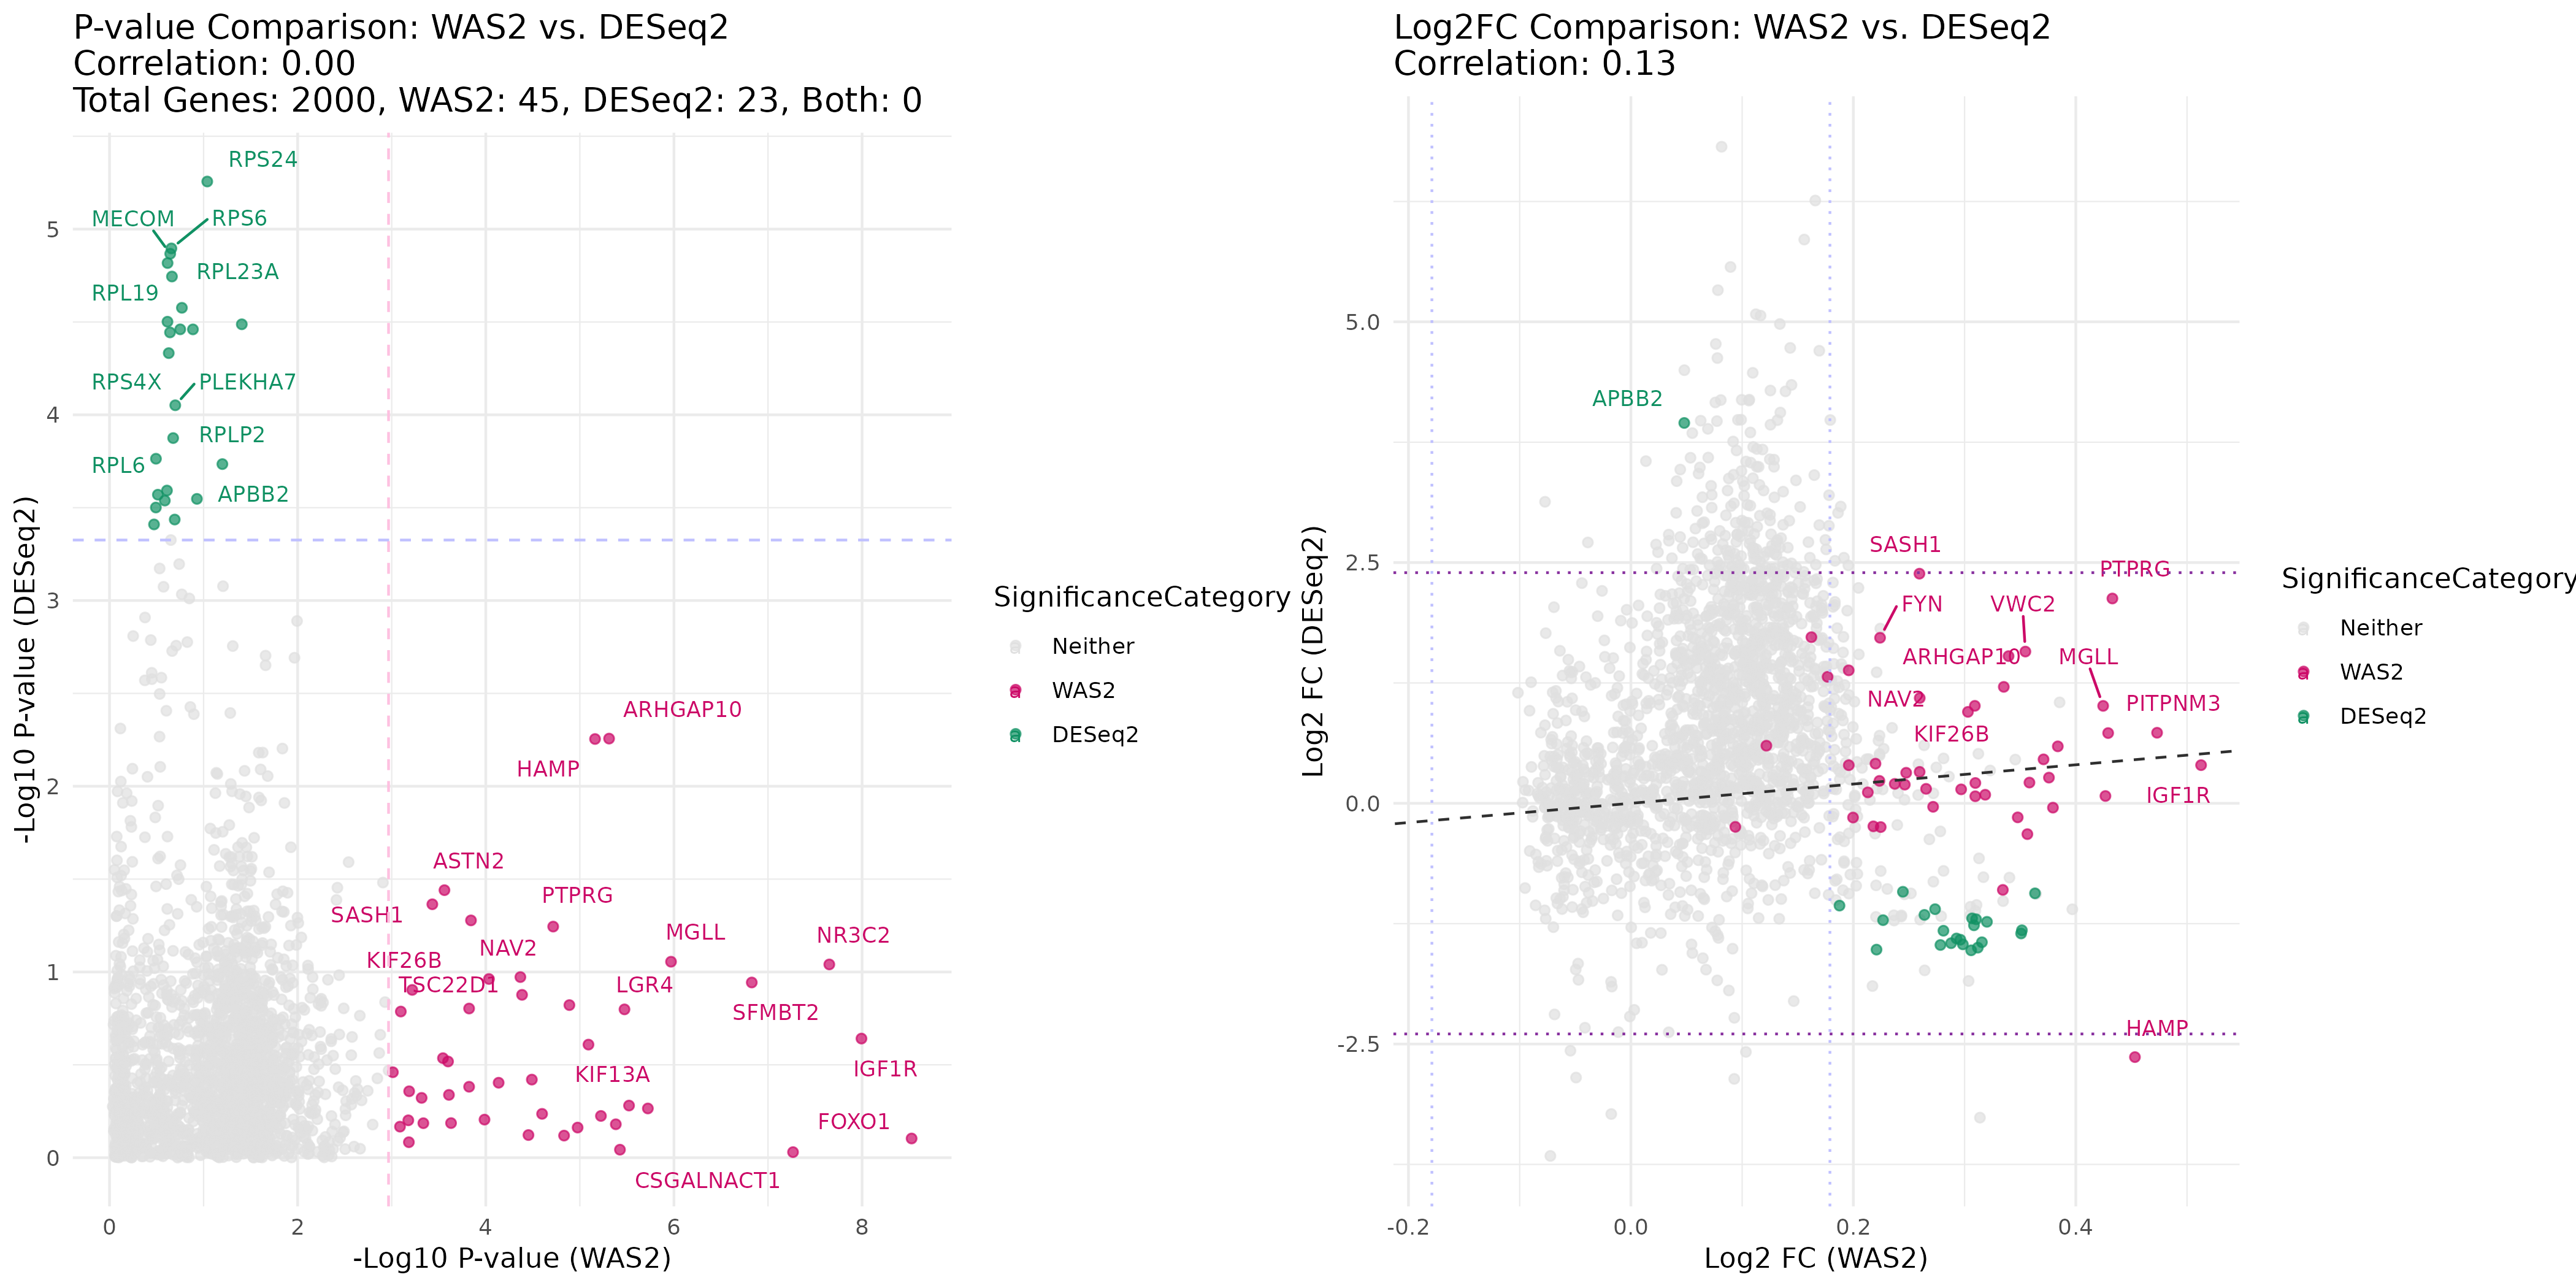 P-value Comparison: WAS2 vs. DESeq2
Correlation: 0.00
Total Genes: 2000, WAS2: 45, DESeq2: 23, Both: 0
RPS24
MECOM
RPS6
RPL23A
RPL19
RPS4X
PLEKHA7
RPLP2
RPL6
APBB2
ARHGAP10
HAMP
ASTN2
SASH1
PTPRG
KIF26B
NAV2
MGLL
NR3C2
TSC22D1
LGR4
SFMBT2
IGF1R
KIF13A
FOXO1
CSGALNACT1
5
4
3
2
1
0
0 2 4 6 8
-Log10 P-value (WAS2)
-Log10 P-value (DESeq2)
SignificanceCategory
Neither
WAS2
DESeq2
Log2FC Comparison: WAS2 vs. DESeq2
Correlation: 0.13
APBB2
SASH1
PTPRG
FYN
VWC2
ARHGAP10
MGLL
NAV2
PITPNM3
KIF26B
IGF1R
HAMP
5.0
2.5
0.0
-2.5
-0.2 0.0 0.2 0.4
Log2 FC (WAS2)
Log2 FC (DESeq2)
SignificanceCategory
Neither
WAS2
DESeq2